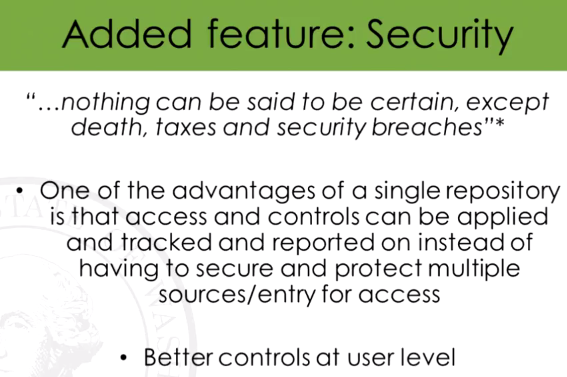 Added feature: Security
“…nothing can be said to be certain, except
death, taxes and security breaches”*
• One of the advantages of a single repository
is that access and controls can be applied
and tracked and reported on instead of
having to secure and protect multiple
sources/entry for access
• Better controls at user level